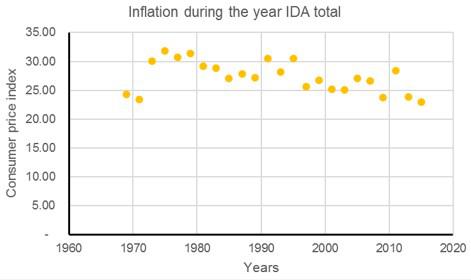 Inflation during the year IDA total
35.00
30.00
25.00
20.00
15.00
10.00
5.00
-
Consumer price index
1960 1970 1980 1990 2000 2010 2020
Years